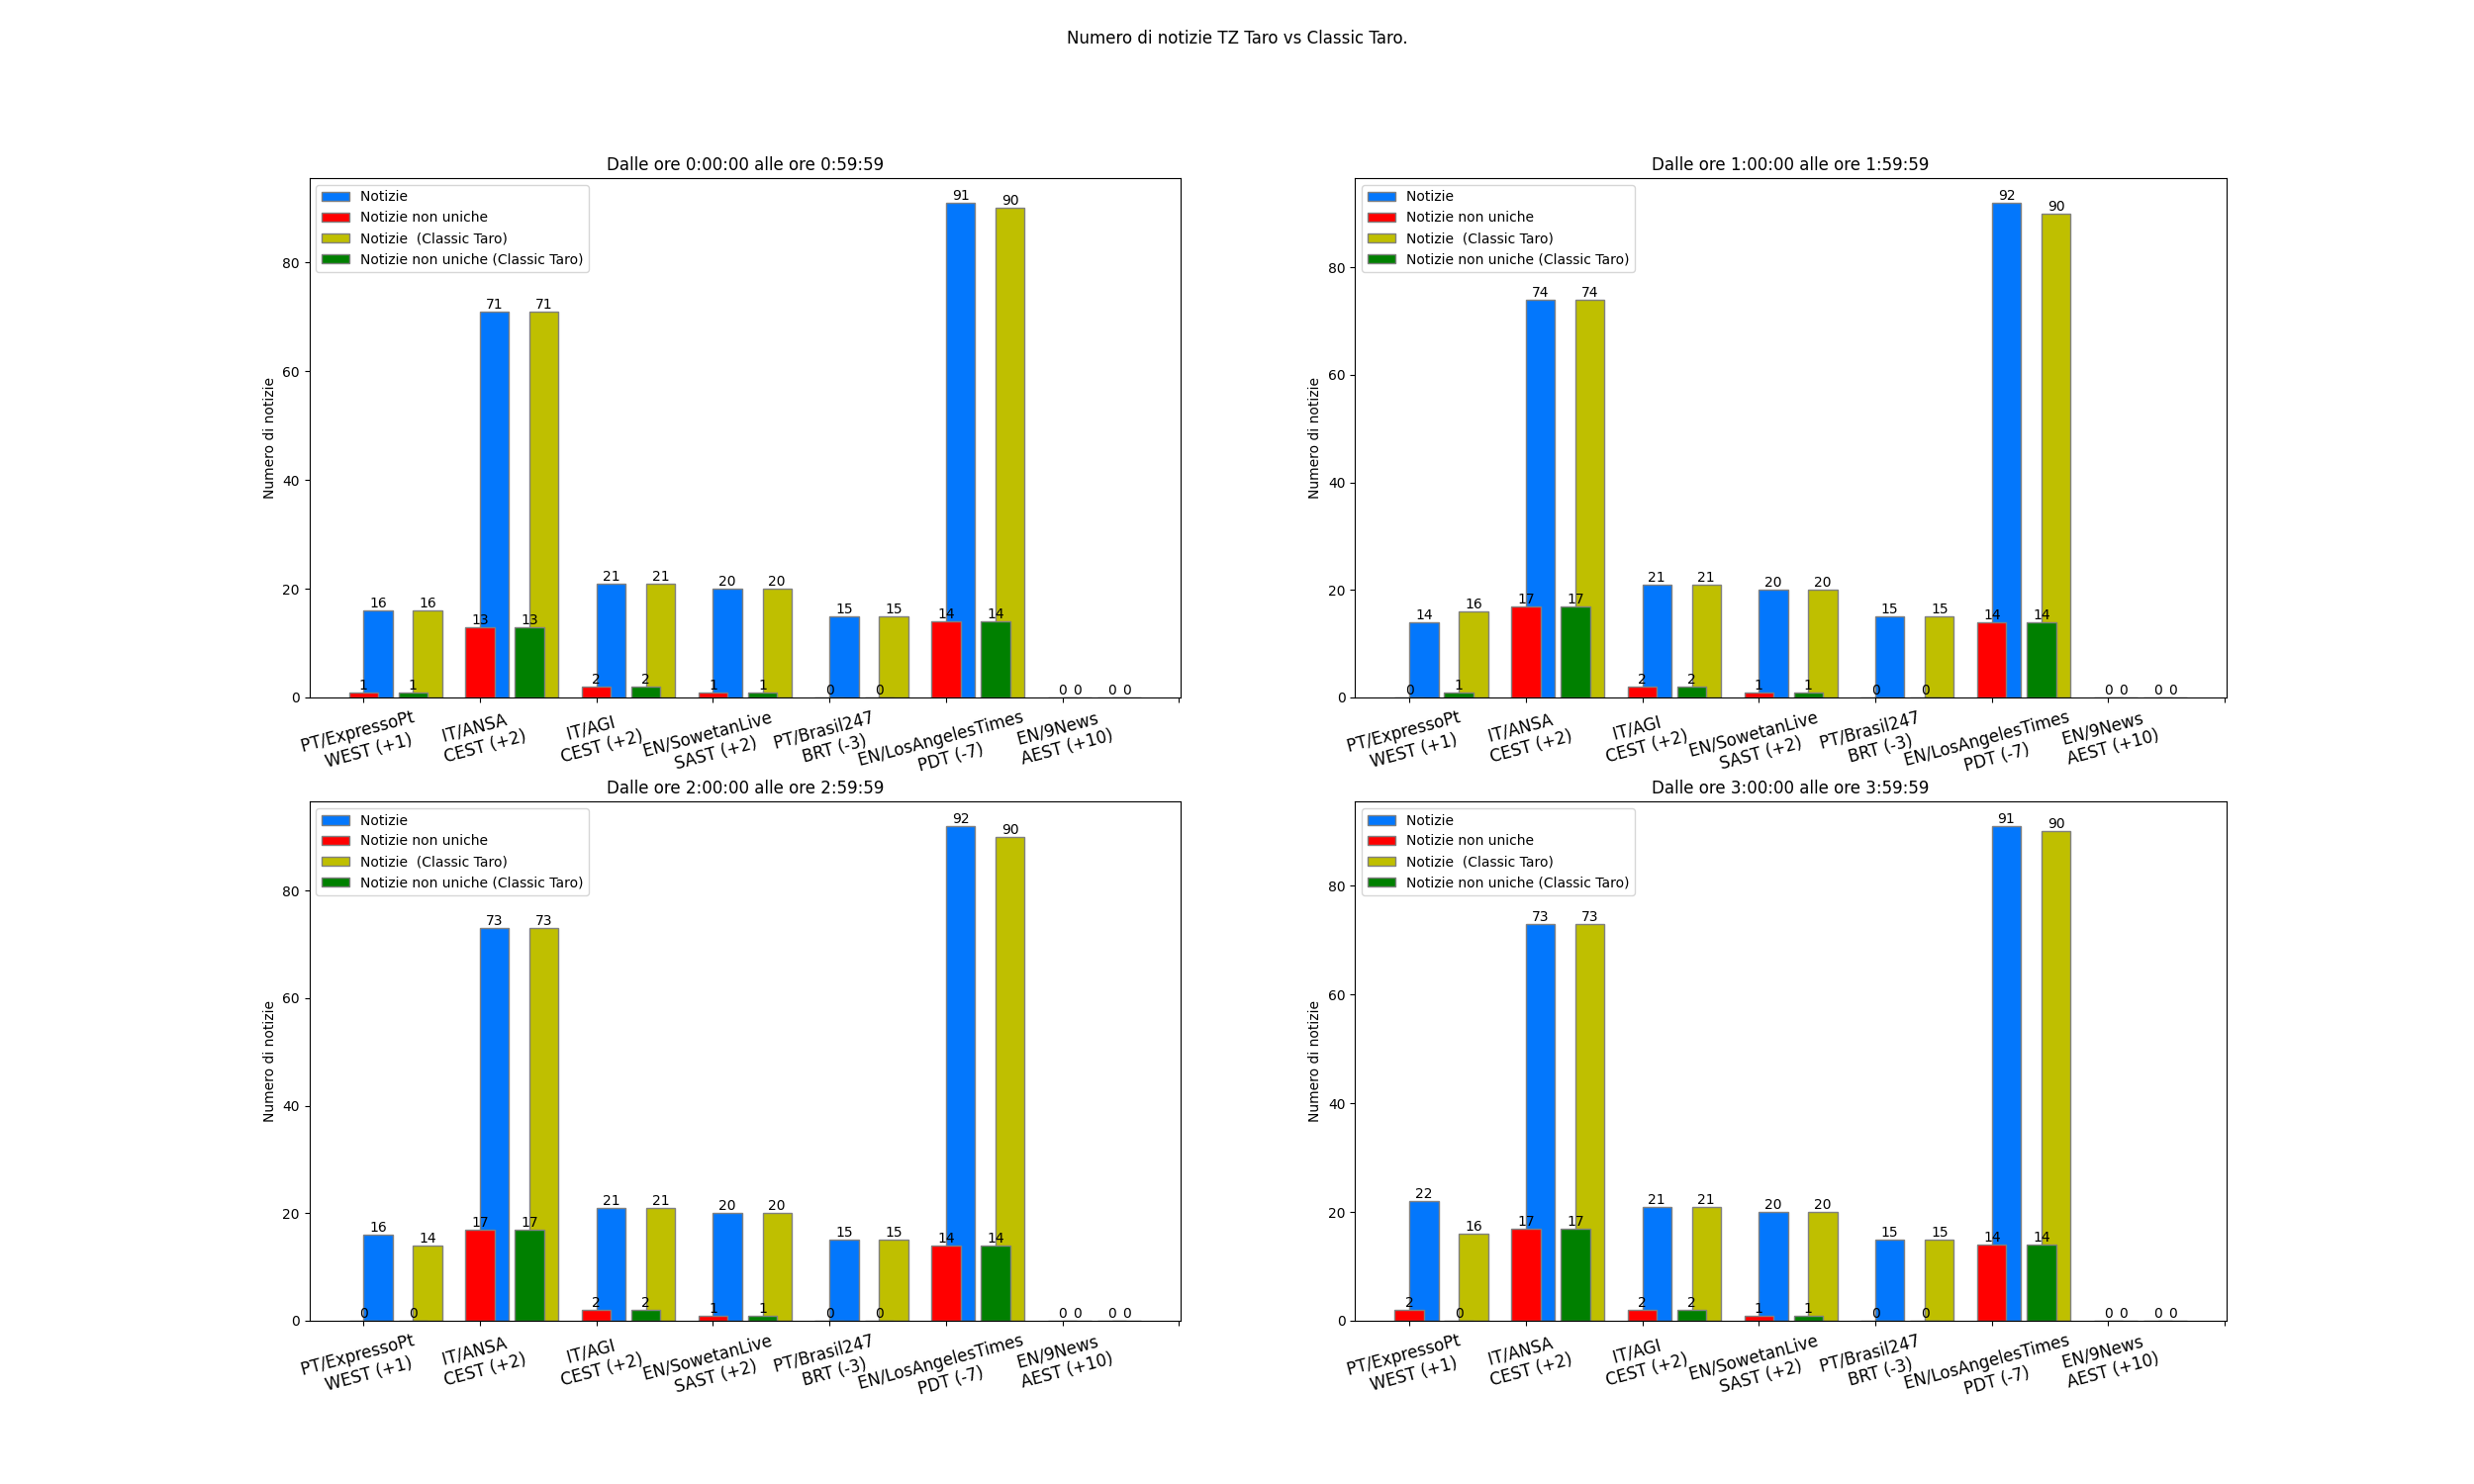 Numero di notizie TZ Taro vs Classic Taro.
Dalle ore 0:00:00 alle ore 0:59:59
Notizie
Notizie non uniche
Notizie (Classic Taro)
Notizie non uniche (Classic Taro)
Numero di notizie
80
60
40
20
0
16 16 71 71 21 21 20 20 15 15 91 90
1 1 13 13 2 2 1 1 0 0 14 14 0 0 0 0
PT/ExpressoPt
WEST (+1)
IT/ANSA
CEST (+2)
IT/AGI
CEST (+2)
EN/SowetanLive
SAST (+2)
PT/Brasil247
BRT (-3)
EN/LosAngelesTimes
PDT (-7)
EN/9News
AEST (+10)
Dalle ore 1:00:00 alle ore 1:59:59
Notizie
Notizie non uniche
Notizie (Classic Taro)
Notizie non uniche (Classic Taro)
Numero di notizie
80
60
40
20
0
14 16 74 74 21 21 20 20 15 15 92 90
0 1 17 17 2 2 1 1 0 0 14 14 0 0 0 0
PT/ExpressoPt
WEST (+1)
IT/ANSA
CEST (+2)
IT/AGI
CEST (+2)
EN/SowetanLive
SAST (+2)
PT/Brasil247
BRT (-3)
EN/LosAngelesTimes
PDT (-7)
EN/9News
AEST (+10)
Dalle ore 2:00:00 alle ore 2:59:59
Notizie
Notizie non uniche
Notizie (Classic Taro)
Notizie non uniche (Classic Taro)
Numero di notizie
80
60
40
20
0
16 14 73 73 21 21 20 20 15 15 92 90
0 0 17 17 2 2 1 1 0 0 14 14 0 0 0 0
PT/ExpressoPt
WEST (+1)
IT/ANSA
CEST (+2)
IT/AGI
CEST (+2)
EN/SowetanLive
SAST (+2)
PT/Brasil247
BRT (-3)
EN/LosAngelesTimes
PDT (-7)
EN/9News
AEST (+10)
Dalle ore 3:00:00 alle ore 3:59:59
Notizie
Notizie non uniche
Notizie (Classic Taro)
Notizie non uniche (Classic Taro)
Numero di notizie
80
60
40
20
0
22 16 73 73 21 21 20 20 15 15 91 90
2 0 17 17 2 2 1 1 0 0 14 14 0 0 0 0
PT/ExpressoPt
WEST (+1)
IT/ANSA
CEST (+2)
IT/AGI
CEST (+2)
EN/SowetanLive
SAST (+2)
PT/Brasil247
BRT (-3)
EN/LosAngelesTimes
PDT (-7)
EN/9News
AEST (+10)